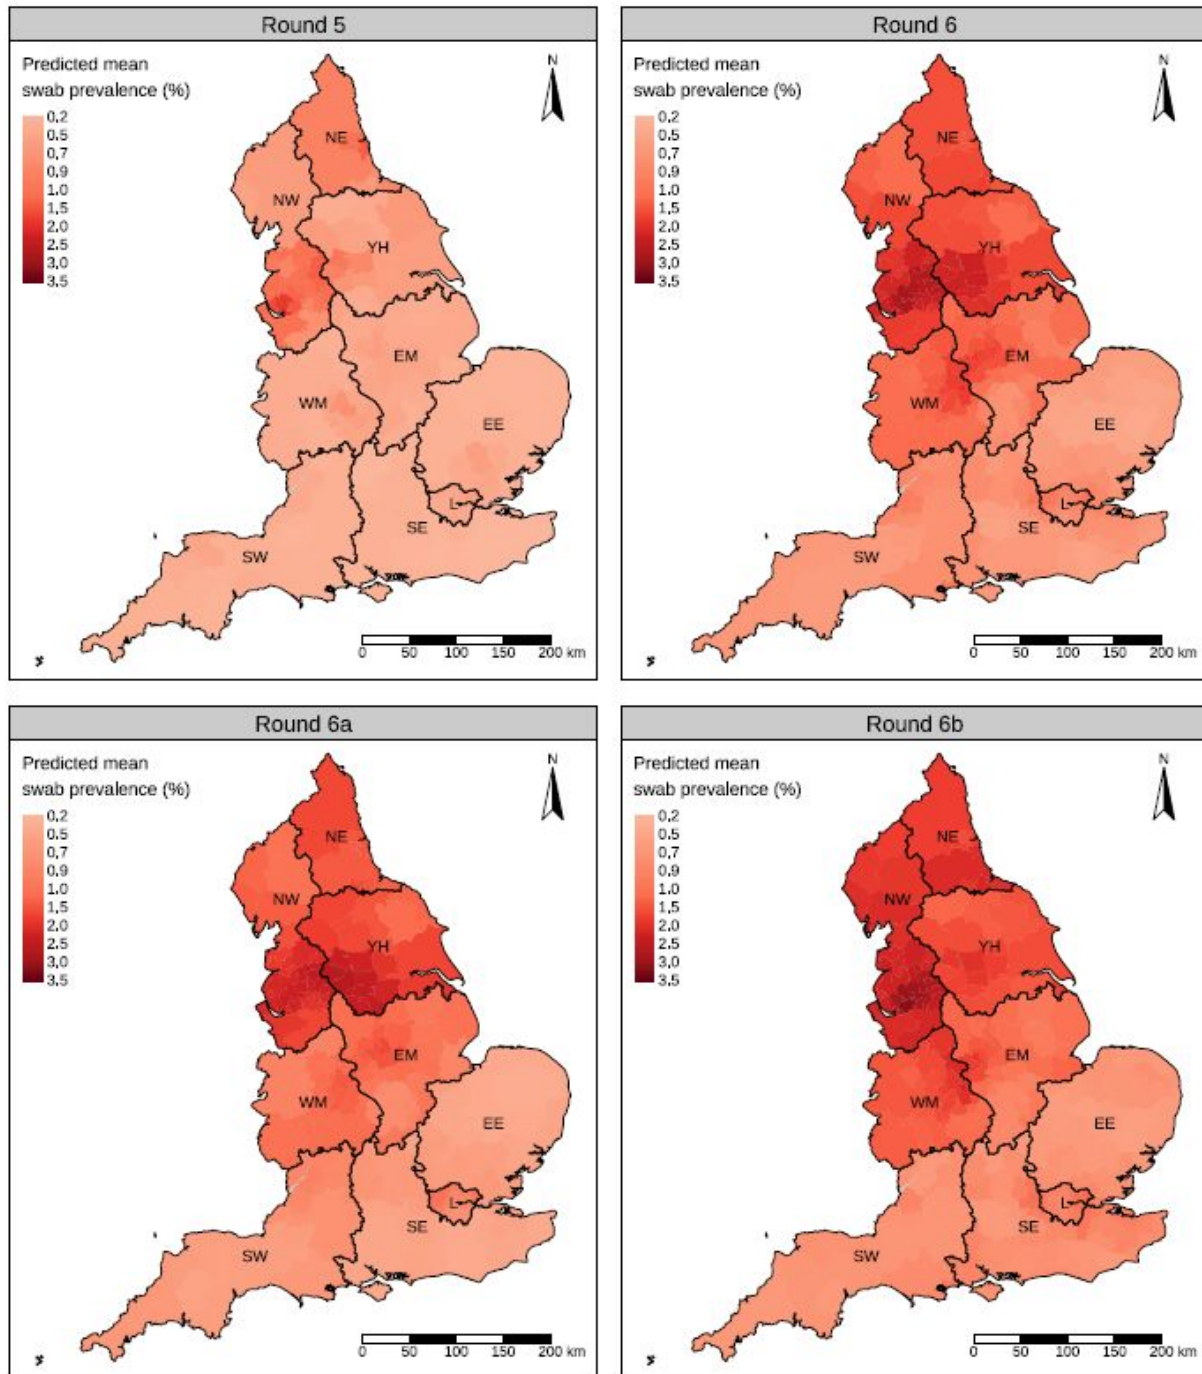 Round 5
Predicted mean
swab prevalence (%)
0.2
0.5
0.7
0.9
1.0
1.5
2.0
2.5
3.0
3.5
N
NE
NW
YH
EM
WM
EE
L
SE
SW
0 50 100 150 200 km
Round 6
Predicted mean
swab prevalence (%)
0.2
0.5
0.7
0.9
1.0
1.5
2.0
2.5
3.0
3.5
N
NE
NW
YH
EM
WM
EE
L
SE
SW
0 50 100 150 200 km
Round 6a
Predicted mean
swab prevalence (%)
0.2
0.5
0.7
0.9
1.0
1.5
2.0
2.5
3.0
3.5
N
NE
NW
YH
EM
WM
EE
L
SE
SW
0 50 100 150 200 km
Round 6b
Predicted mean
swab prevalence (%)
0.2
0.5
0.7
0.9
1.0
1.5
2.0
2.5
3.0
3.5
N
NE
NW
YH
EM
WM
EE
L
SE
SW
0 50 100 150 200 km